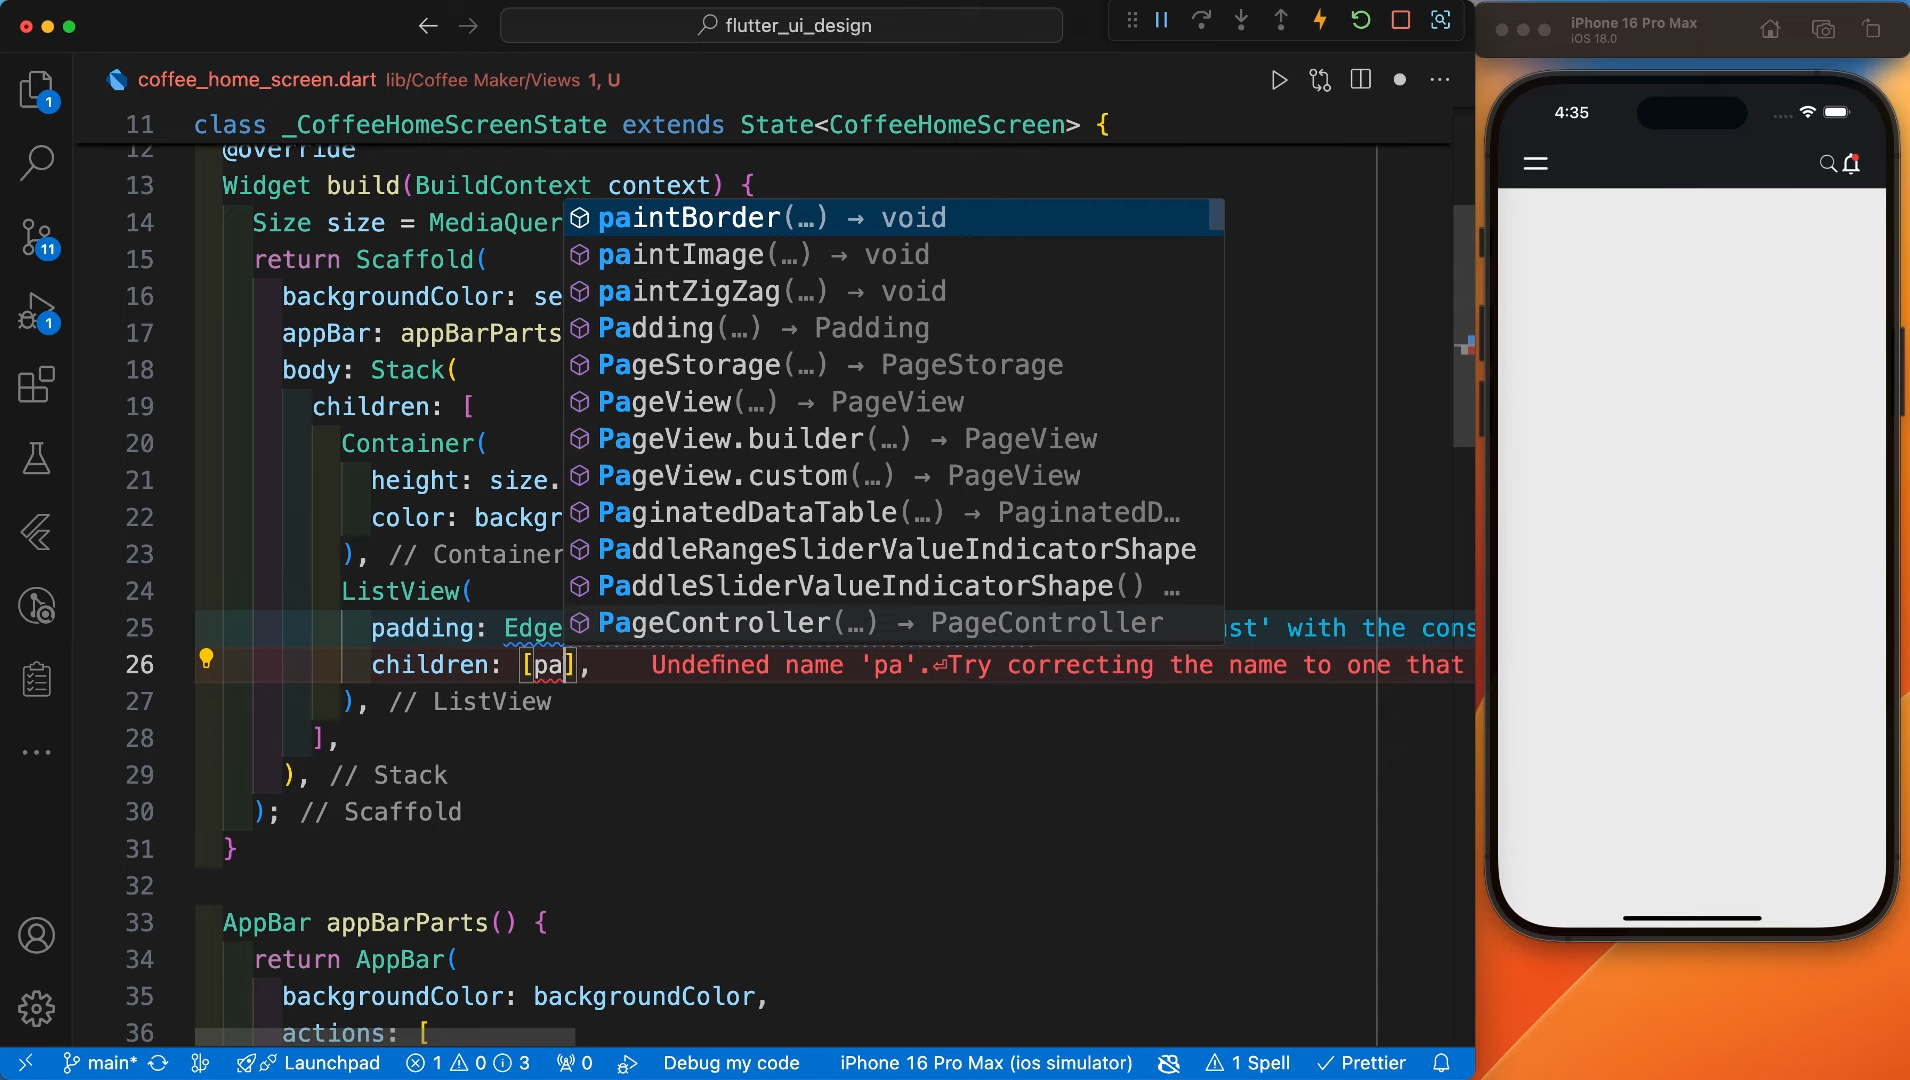 flutter_ui_design
iPhone 16 Pro Max
iOS 18.0
coffee_home_screen.dart lib/Coffee Maker/Views 1, U
1
11
1
11 class _CoffeeHomeScreenState extends State<CoffeeHomeScreen> {
12 @override
13 Widget build(BuildContext context) {
14 Size size = MediaQuer
15 return Scaffold(
16 backgroundColor: se
17 appBar: appBarParts
18 body: Stack(
19 children: [
20 Container(
21 height: size.
22 color: backgr
23 ), // Container
24 ListView(
25 padding: Edge ust' with the cons
26 children: [pa], Undefined name 'pa'.⏎Try correcting the name to one that
27 ), // ListView
28 ],
29 ), // Stack
30 ); // Scaffold
31 }
32
33 AppBar appBarParts() {
34 return AppBar(
35 backgroundColor: backgroundColor,
36 actions: [
paintBorder(…) → void
paintImage(…) → void
paintZigZag(…) → void
Padding(…) → Padding
PageStorage(…) → PageStorage
PageView(…) → PageView
PageView.builder(…) → PageView
PageView.custom(…) → PageView
PaginatedDataTable(…) → PaginatedD…
PaddleRangeSliderValueIndicatorShape
PaddleSliderValueIndicatorShape() …
PageController(…) → PageController
4:35
main* Launchpad 1 0 3 0 Debug my code iPhone 16 Pro Max (ios simulator) 1 Spell Prettier